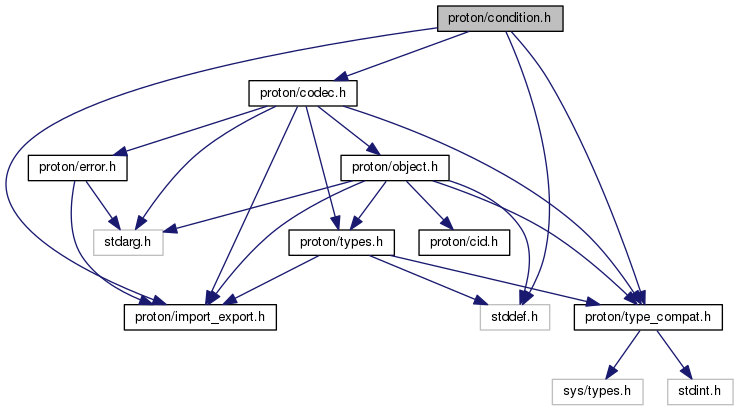 proton/condition.h
proton/codec.h
proton/error.h
proton/object.h
stdarg.h
proton/types.h
proton/cid.h
proton/import_export.h
stddef.h
proton/type_compat.h
sys/types.h
stdint.h